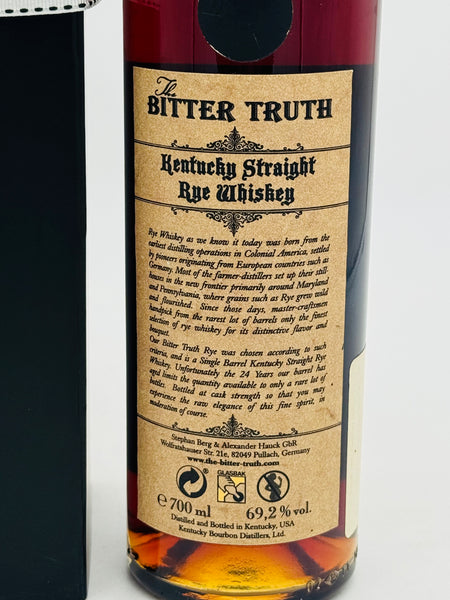 The
BITTER TRUTH
Kentucky Straight
Rye Whiskey
Rye Whiskey as we know it today was born from the
earliest distilling operations in Colonial America, settled
by pioneers originating from European countries such as
Germany. Most of the farmer-distillers set up their still-
houses in the new frontier primarily around Maryland
and Pennsylvania, where grains such as Rye grew wild
and flourished. Since those days, master-craftsmen
handpick from the rarest lot of barrels only the finest
selection of rye whiskey for its distinctive flavor and
bouquet.
Our Bitter Truth Rye was chosen according to such
criteria, and is a Single Barrel Kentucky Straight Rye
Whiskey. Unfortunately the 24 Years our barrel has
aged limits the quantity available to only a rare lot of
bottles. Bottled at cask strength so that you may
experience the raw elegance of this fine spirit, in
moderation of course.
Stephan Berg & Alexander Hauck GbR
Wolfratshauser Str. 21e, 82049 Pullach, Germany
www.the-bitter-truth.com
GLASBAK
℮ 700 ml 69,2 % vol.
Distilled and Bottled in Kentucky, USA
Kentucky Bourbon Distillers, Ltd.